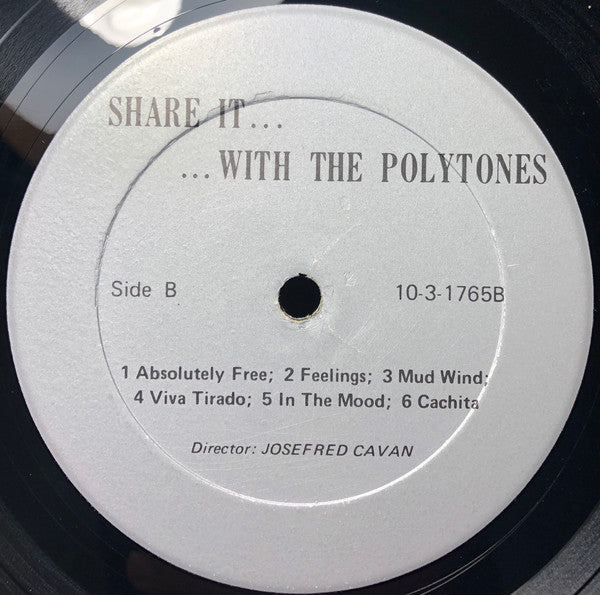 SHARE IT...
...WITH THE POLYTONES
Side B 10-3-1765B
1 Absolutely Free; 2 Feelings; 3 Mud Wind;
4 Viva Tirado; 5 In The Mood; 6 Cachita
Director: JOSEFRED CAVAN